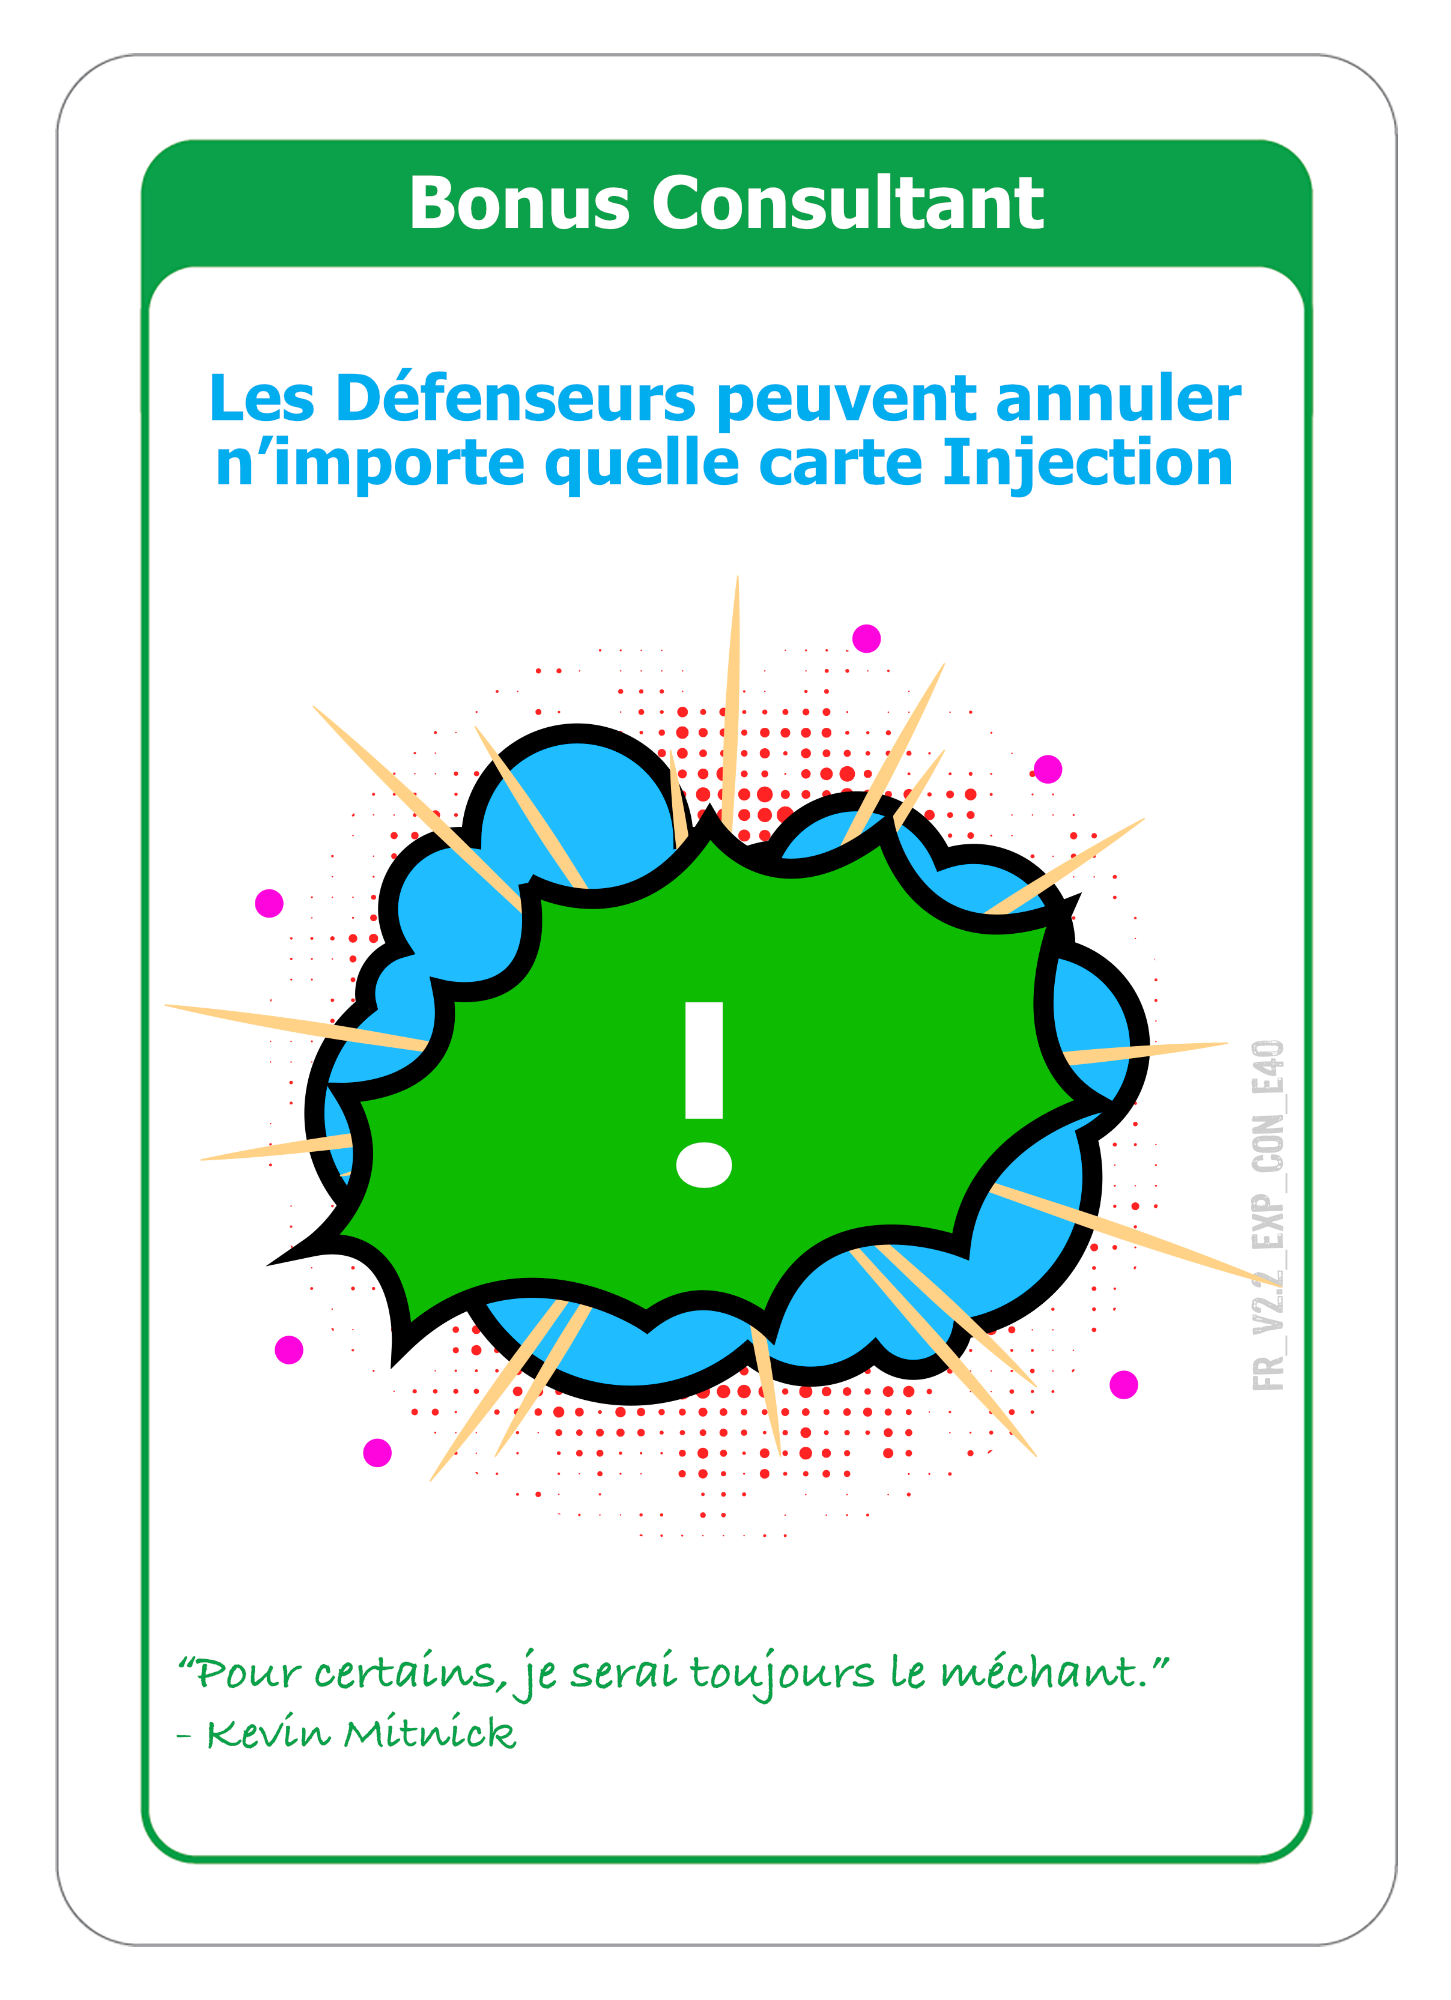 Bonus Consultant
Les Défenseurs peuvent annuler
n’importe quelle carte Injection
!
FR_V2.2_EXP_CON_E40
“Pour certains, je serai toujours le méchant.”
- Kevin Mitnick